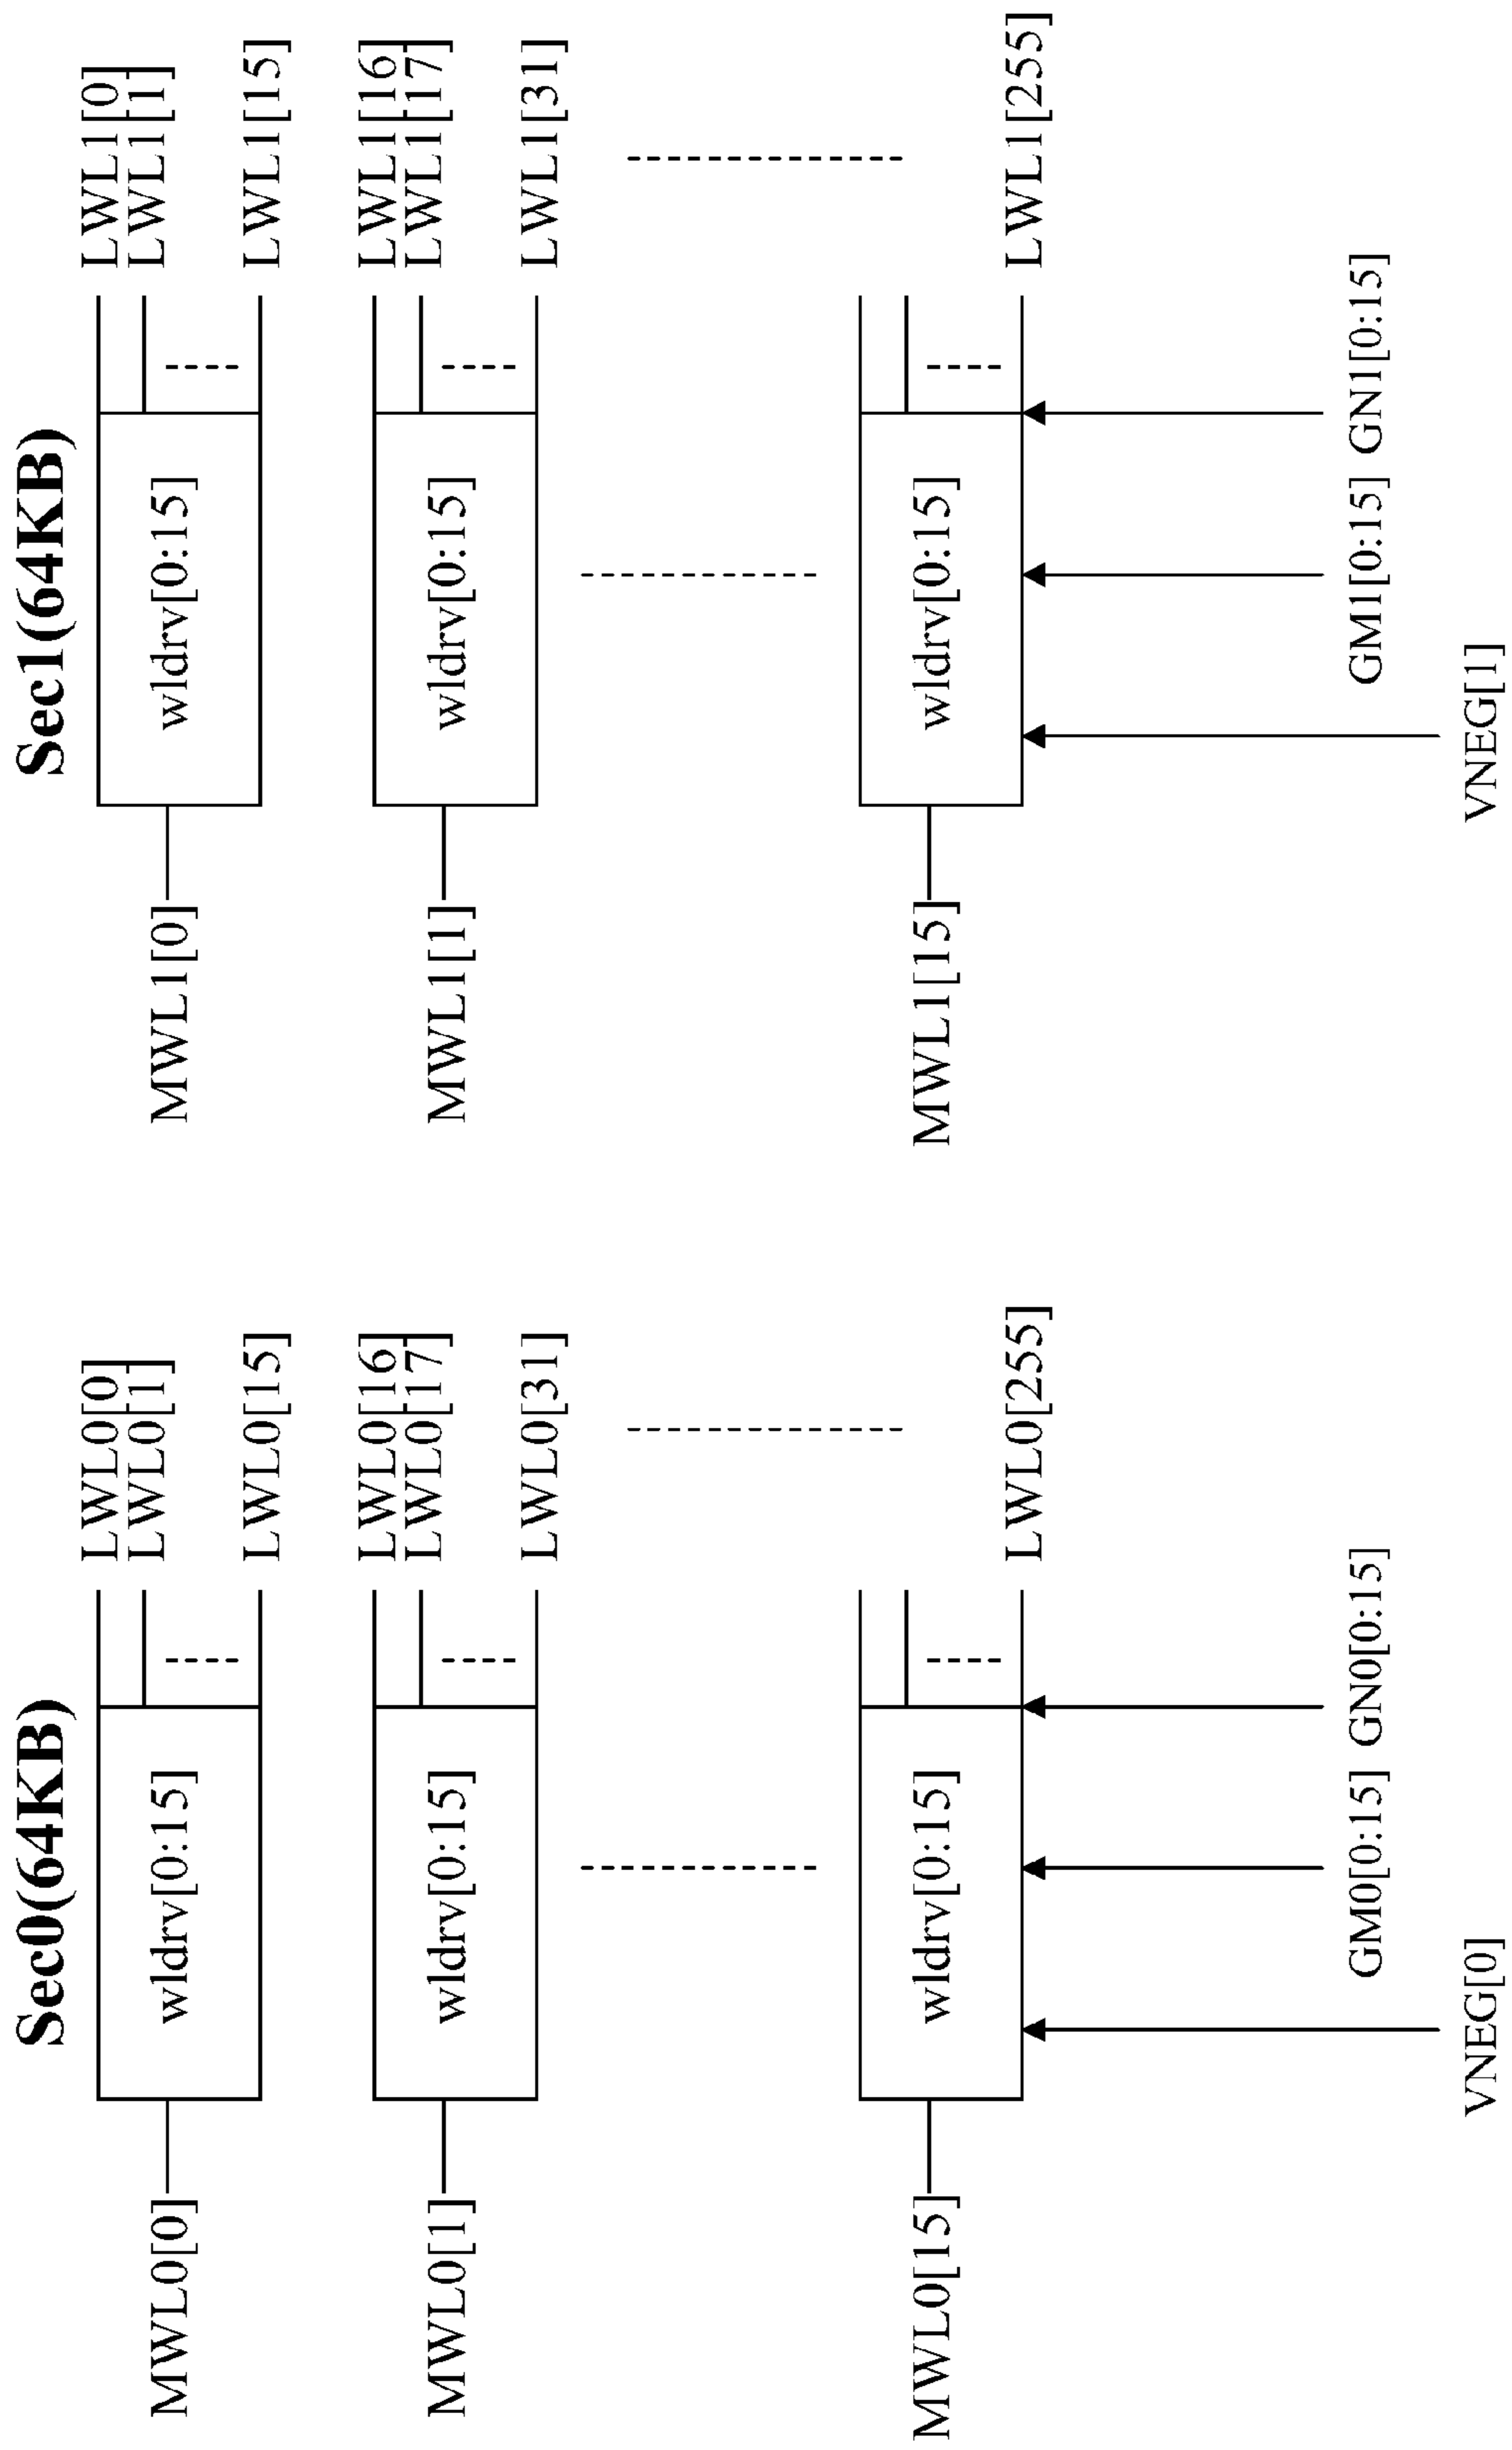 Sec0(64KB)
MWL0[0]
wldrv[0:15]
LWL0[0]
LWL0[1]
LWL0[15]
MWL0[1]
wldrv[0:15]
LWL0[16]
LWL0[17]
LWL0[31]
MWL0[15]
wldrv[0:15]
LWL0[255]
VNEG[0]
GM0[0:15]
GN0[0:15]
Sec1(64KB)
MWL1[0]
wldrv[0:15]
LWL1[0]
LWL1[1]
LWL1[15]
MWL1[1]
wldrv[0:15]
LWL1[16]
LWL1[17]
LWL1[31]
MWL1[15]
wldrv[0:15]
LWL1[255]
VNEG[1]
GM1[0:15]
GN1[0:15]